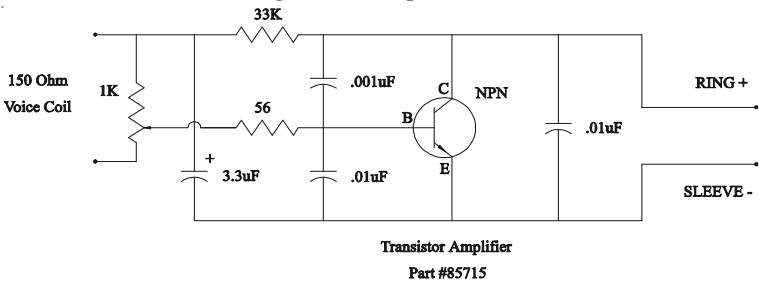 33K
150 Ohm
Voice Coil
1K
.001uF
C
NPN
RING +
56
B
.01uF
+
3.3uF
.01uF
E
SLEEVE -
Transistor Amplifier
Part #85715